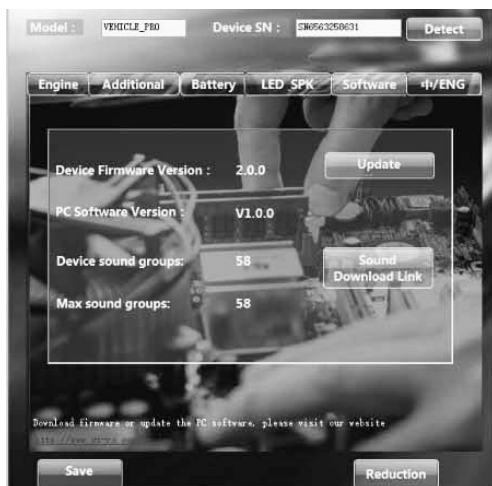 Model : VEHICLE_PRO Device SN : SN6563258631 Detect
Engine Additional Battery LED_SPK Software 中/ENG
Device Firmware Version : 2.0.0 Update
PC Software Version : V1.0.0
Device sound groups: 58 Sound
Download Link
Max sound groups: 58
Download firmware or update the PC software, please visit our website
Save Reduction